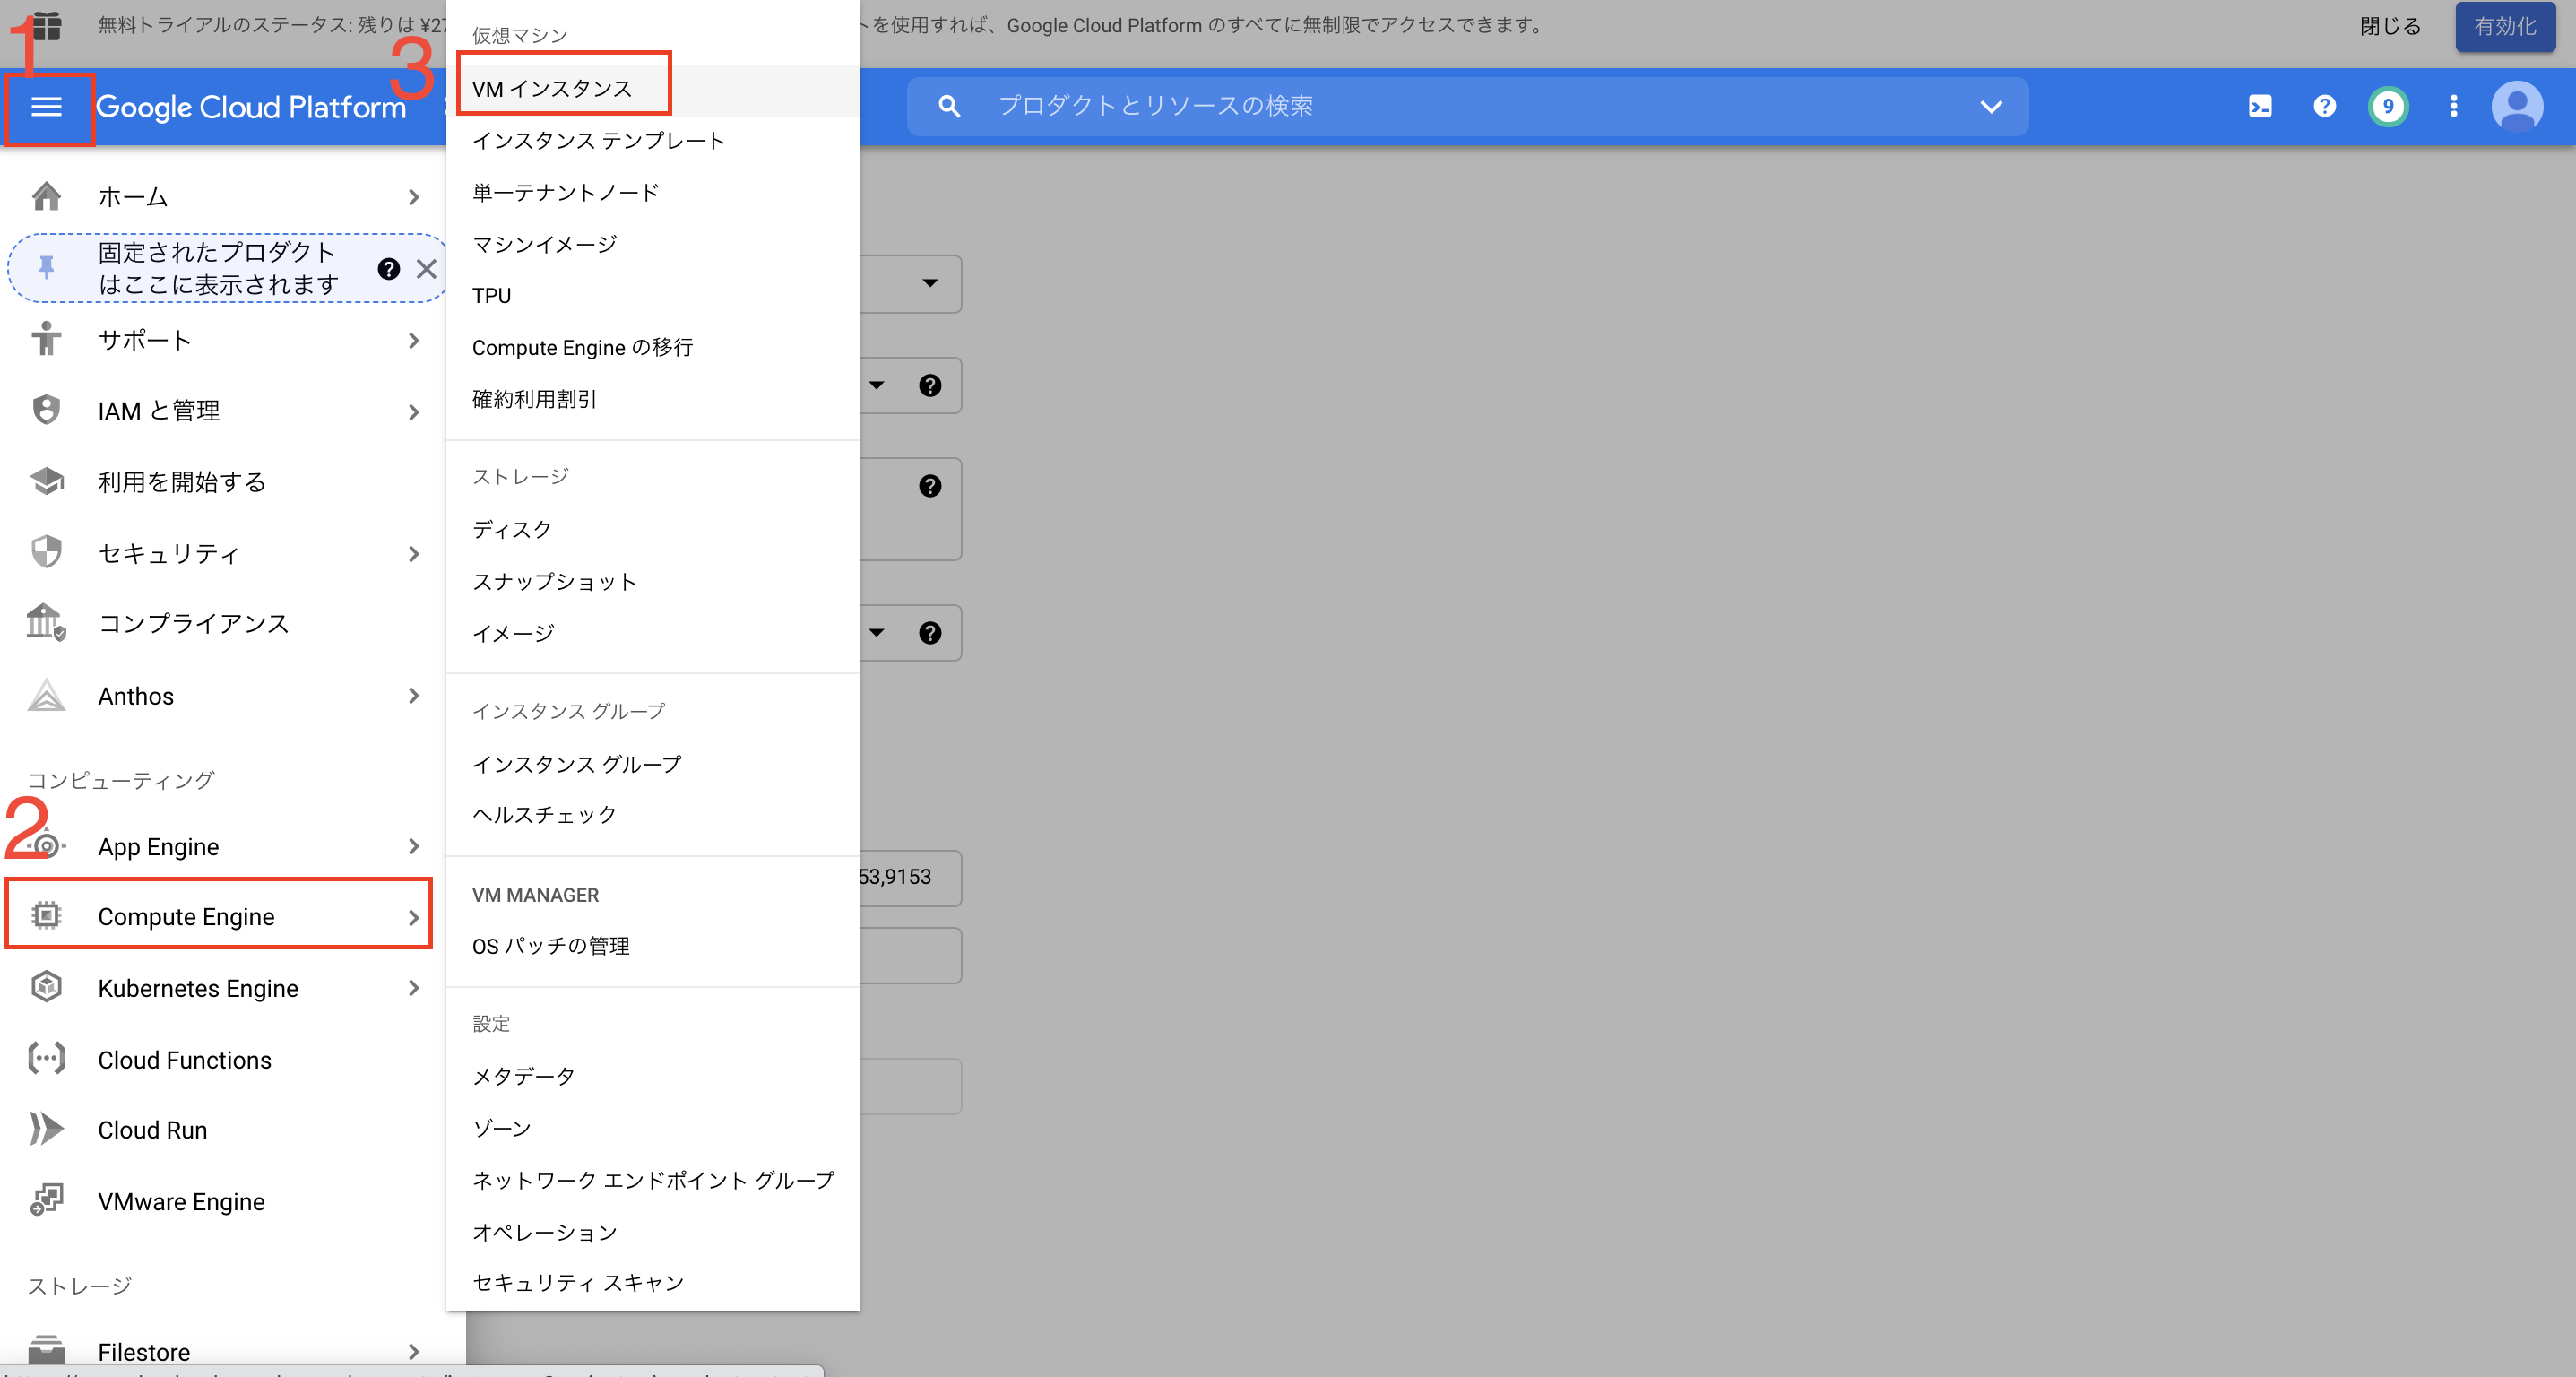 1
無料トライアルのステータス: 残りは ¥27
トを使用すれば、Google Cloud Platform のすべてに無制限でアクセスできます。
閉じる
有効化
Google Cloud Platform
プロダクトとリソースの検索
9
ホーム
固定されたプロダクト
はここに表示されます
サポート
IAM と管理
利用を開始する
セキュリティ
コンプライアンス
Anthos
コンピューティング
2
App Engine
Compute Engine
Kubernetes Engine
Cloud Functions
Cloud Run
VMware Engine
ストレージ
Filestore
3
仮想マシン
VM インスタンス
インスタンス テンプレート
単一テナントノード
マシンイメージ
TPU
Compute Engine の移行
確約利用割引
ストレージ
ディスク
スナップショット
イメージ
インスタンス グループ
インスタンス グループ
ヘルスチェック
VM MANAGER
OS パッチの管理
設定
メタデータ
ゾーン
ネットワーク エンドポイント グループ
オペレーション
セキュリティ スキャン
53,9153